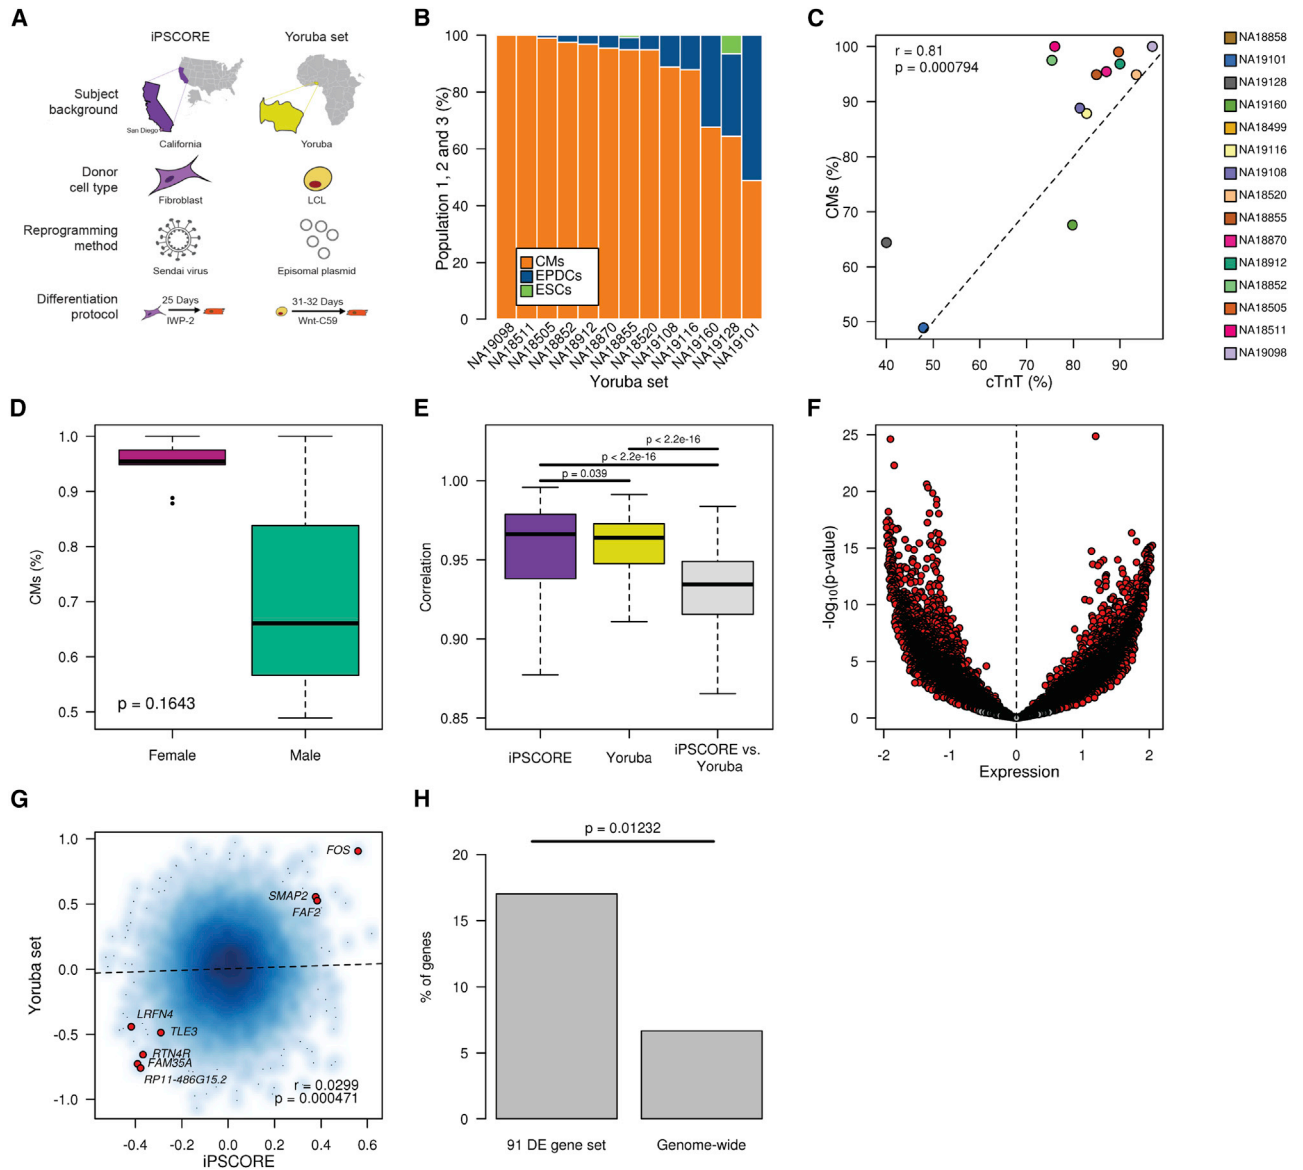 A
iPSCORE
Yoruba set
Subject
background
San Diego
California
Yoruba
Donor
cell type
Fibroblast
LCL
Reprogramming
method
Sendai virus
Episomal plasmid
Differentiation
protocol
25 Days
IWP-2
31-32 Days
Wnt-C59
B
Population 1, 2 and 3 (%)
100
80
60
40
20
0
CMs
EPDCs
ESCs
NA19098
NA18511
NA18505
NA18852
NA18912
NA18870
NA18855
NA18520
NA19108
NA19116
NA19160
NA19128
NA19101
Yoruba set
C
r = 0.81
p = 0.000794
CMs (%)
100
90
80
70
60
50
40 50 60 70 80 90
cTnT (%)
NA18858
NA19101
NA19128
NA19160
NA18499
NA19116
NA19108
NA18520
NA18855
NA18870
NA18912
NA18852
NA18505
NA18511
NA19098
D
CMs (%)
1.0
0.9
0.8
0.7
0.6
0.5
p = 0.1643
Female
Male
E
Correlation
1.00
0.95
0.90
0.85
p < 2.2e-16
p < 2.2e-16
p = 0.039
iPSCORE
Yoruba
iPSCORE vs.
Yoruba
F
-log10(p-value)
25
20
15
10
5
0
-2 -1 0 1 2
Expression
G
Yoruba set
1.0
0.5
0.0
-0.5
-1.0
FOS
SMAP2
FAF2
LRFN4
TLE3
RTN4R
FAM35A
RP11-486G15.2
r = 0.0299
p = 0.000471
-0.4 -0.2 0.0 0.2 0.4 0.6
iPSCORE
H
p = 0.01232
% of genes
20
15
10
5
0
91 DE gene set
Genome-wide